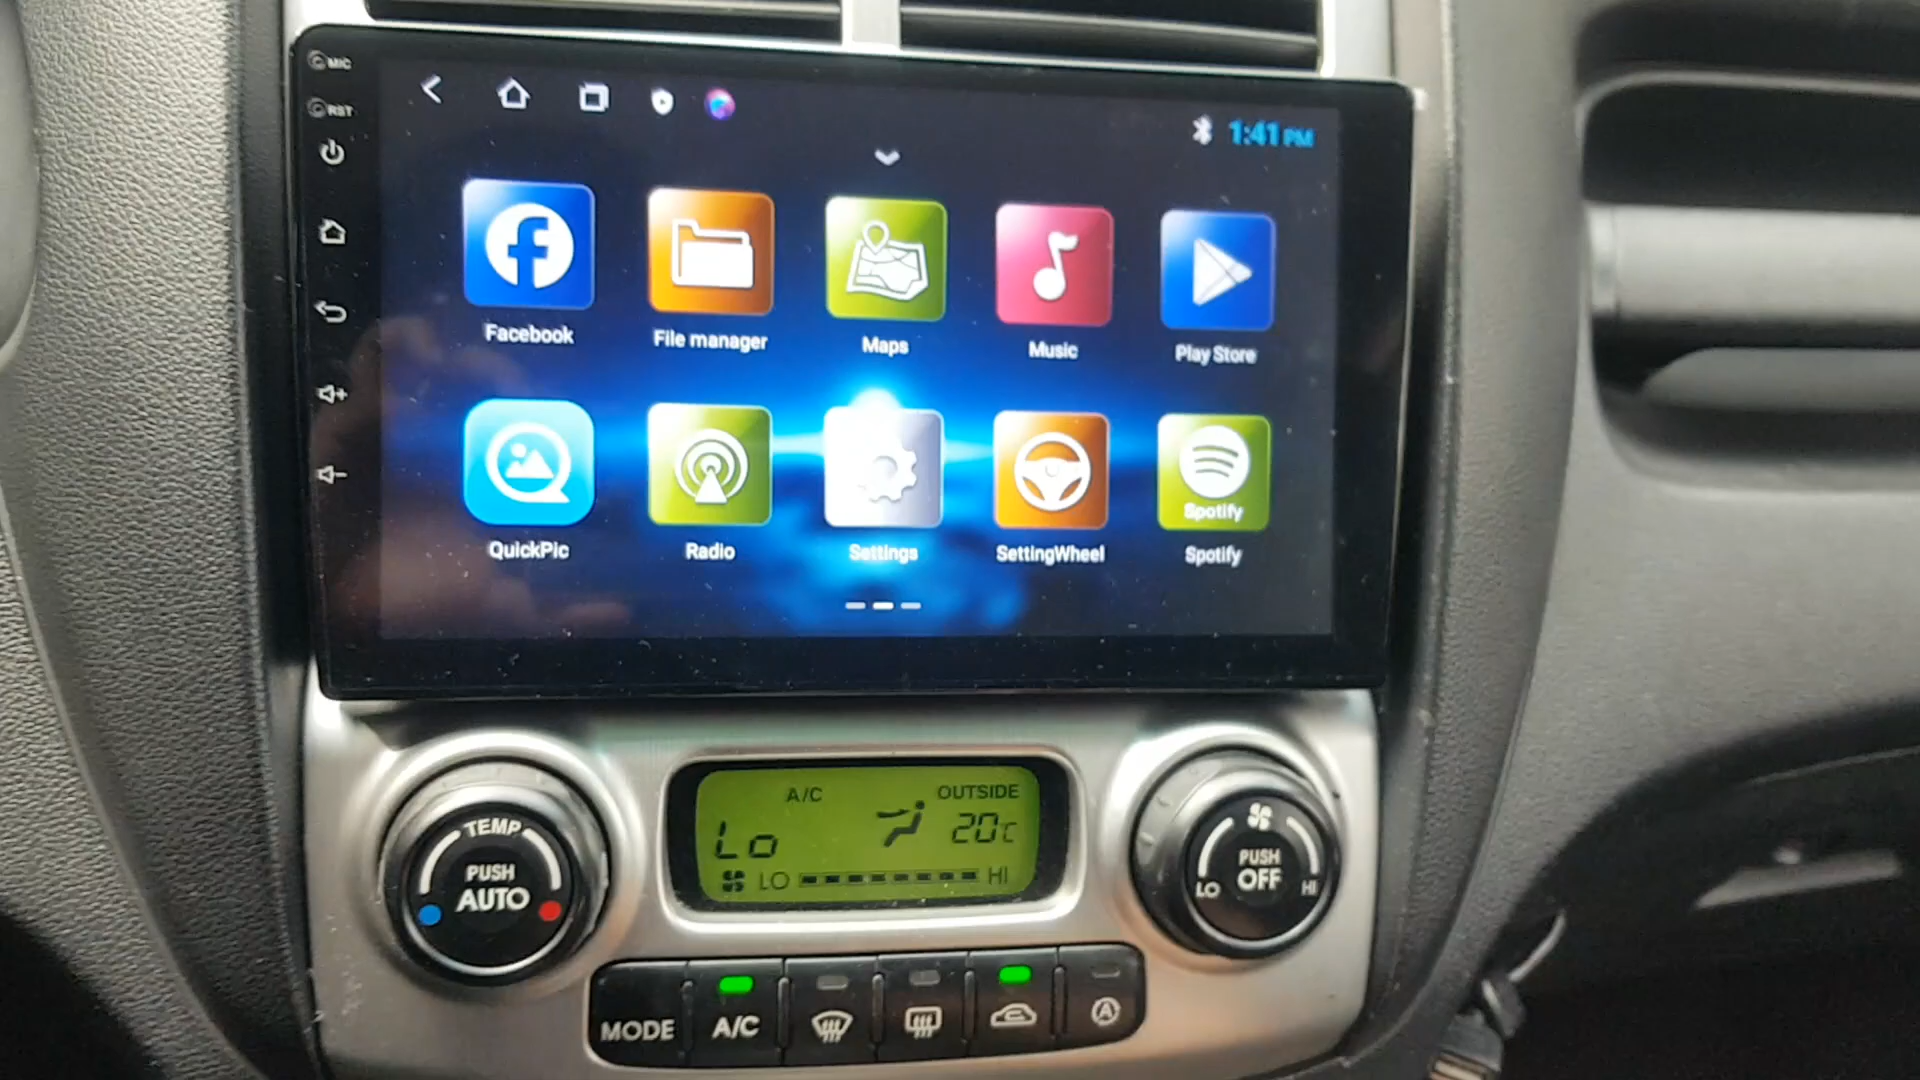 MIC
RST
1:41 PM
Facebook
File manager
Maps
Music
Play Store
Spotify
QuickPic
Radio
Settings
SettingWheel
Spotify
TEMP
PUSH
AUTO
A/C
OUTSIDE
Lo
20c
LO
HI
PUSH
OFF
LO
HI
MODE
A/C
A